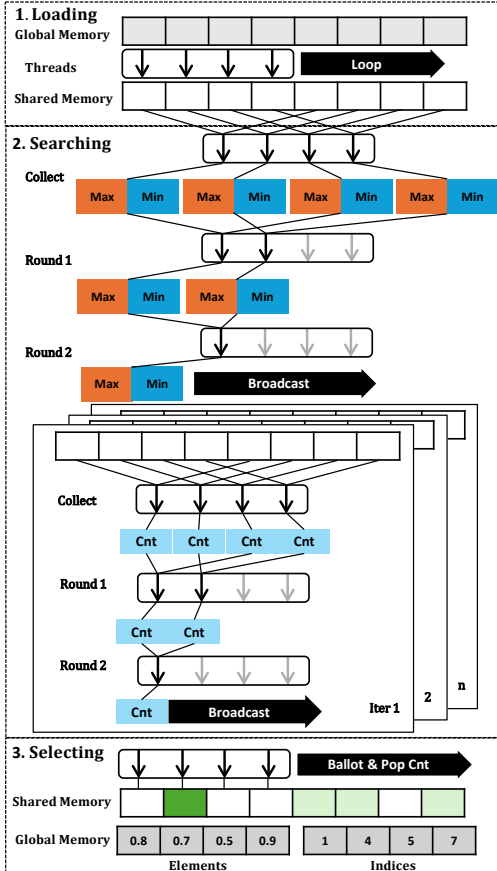 1. Loading
Global Memory
Threads
Loop
Shared Memory
2. Searching
Collect
Max Min Max Min Max Min Max Min
Round 1
Max Min Max Min
Round 2
Max Min Broadcast
Collect
Cnt Cnt Cnt Cnt
Round 1
Cnt Cnt
Round 2
Cnt Broadcast
Iter 1
2
n
3. Selecting
Ballot & Pop Cnt
Shared Memory
Global Memory 0.8 0.7 0.5 0.9 1 4 5 7
Elements Indices